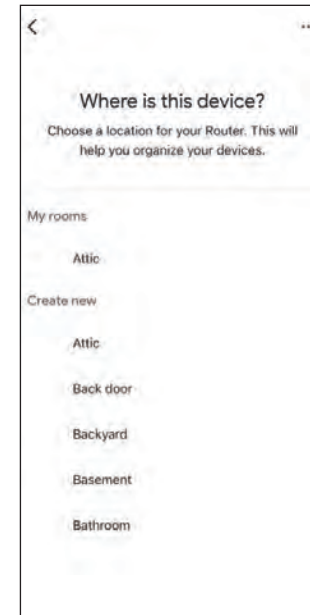 Where is this device?
Choose a location for your Router. This will
help you organize your devices.
My rooms
Attic
Create new
Attic
Back door
Backyard
Basement
Bathroom